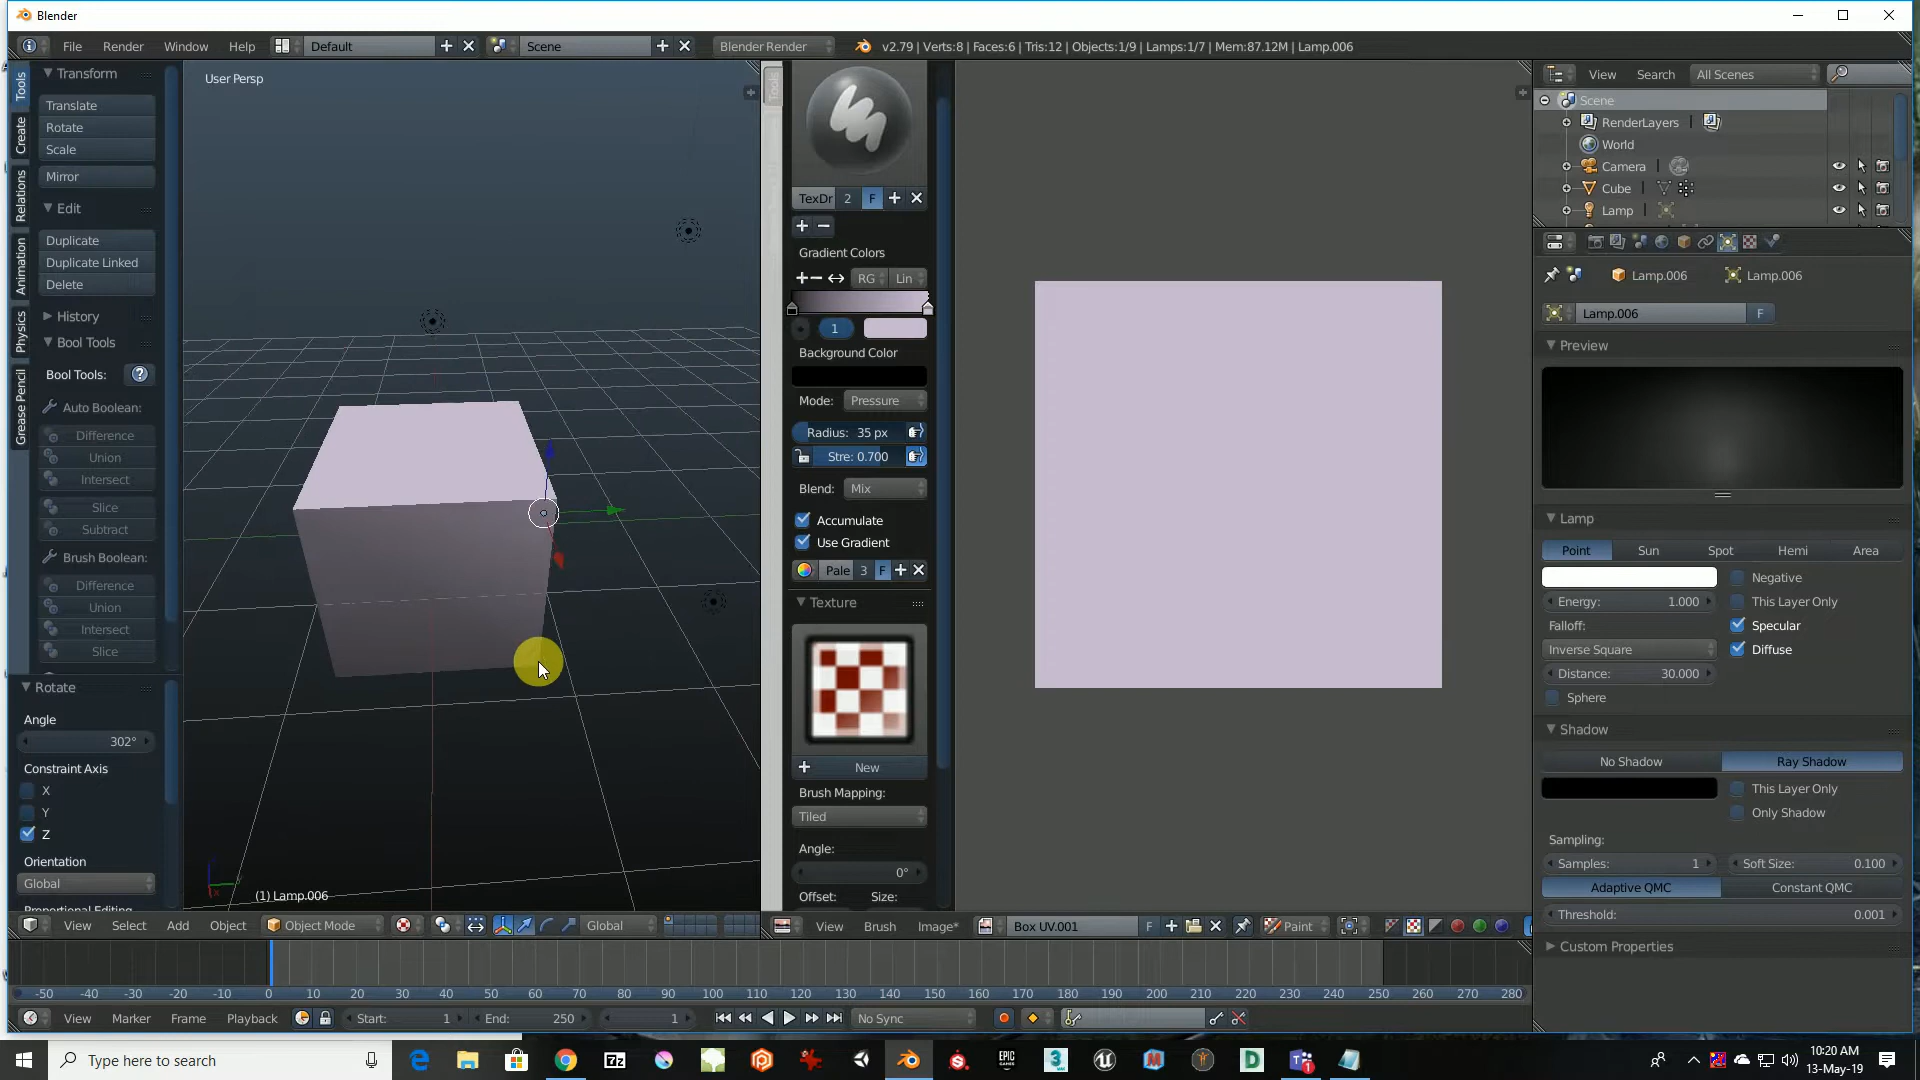 Blender
File Render Window Help Default Scene Blender Render v2.79 | Verts:8 | Faces:6 | Tris:12 | Objects:1/9 | Lamps:1/7 | Mem:87.12M | Lamp.006
Tools
Create
Relations
Animation
Physics
Grease Pencil
Transform
Translate
Rotate
Scale
Mirror
Edit
Duplicate
Duplicate Linked
Delete
History
Bool Tools
Bool Tools:
Auto Boolean:
Difference
Union
Intersect
Slice
Subtract
Brush Boolean:
Difference
Union
Intersect
Slice
Rotate
Angle
302°
Constraint Axis
X
Y
Z
Orientation
Global
Proportional Editing
User Persp
(1) Lamp.006
View Select Add Object Object Mode Global
Tools
TexDr 2 F
Gradient Colors
RG Lin
1
Background Color
Mode: Pressure
Radius: 35 px
Stre: 0.700
Blend: Mix
Accumulate
Use Gradient
Pale 3 F
Texture
New
Brush Mapping:
Tiled
Angle:
0°
Offset: Size:
View Brush Image* Box UV.001 F Paint
View Search All Scenes
Scene
RenderLayers
World
Camera
Cube
Lamp
Lamp.006 Lamp.006
Lamp.006 F
Preview
Lamp
Point Sun Spot Hemi Area
Negative
Energy: 1.000 This Layer Only
Falloff: Specular
Inverse Square Diffuse
Distance: 30.000
Sphere
Shadow
No Shadow Ray Shadow
This Layer Only
Only Shadow
Sampling:
Samples: 1 Soft Size: 0.100
Adaptive QMC Constant QMC
Threshold: 0.001
Custom Properties
-50 -40 -30 -20 -10 0 10 20 30 40 50 60 70 80 90 100 110 120 130 140 150 160 170 180 190 200 210 220 230 240 250 260 270 280
View Marker Frame Playback Start: 1 End: 250 1 No Sync
Type here to search
10:20 AM
13-May-19